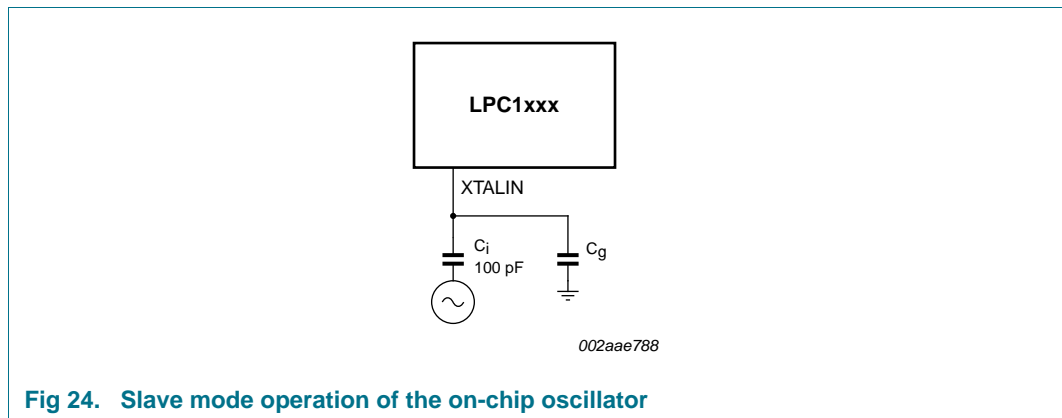 LPC1xxx
XTALIN
Ci
100 pF
Cg
002aae788
Fig 24. Slave mode operation of the on-chip oscillator